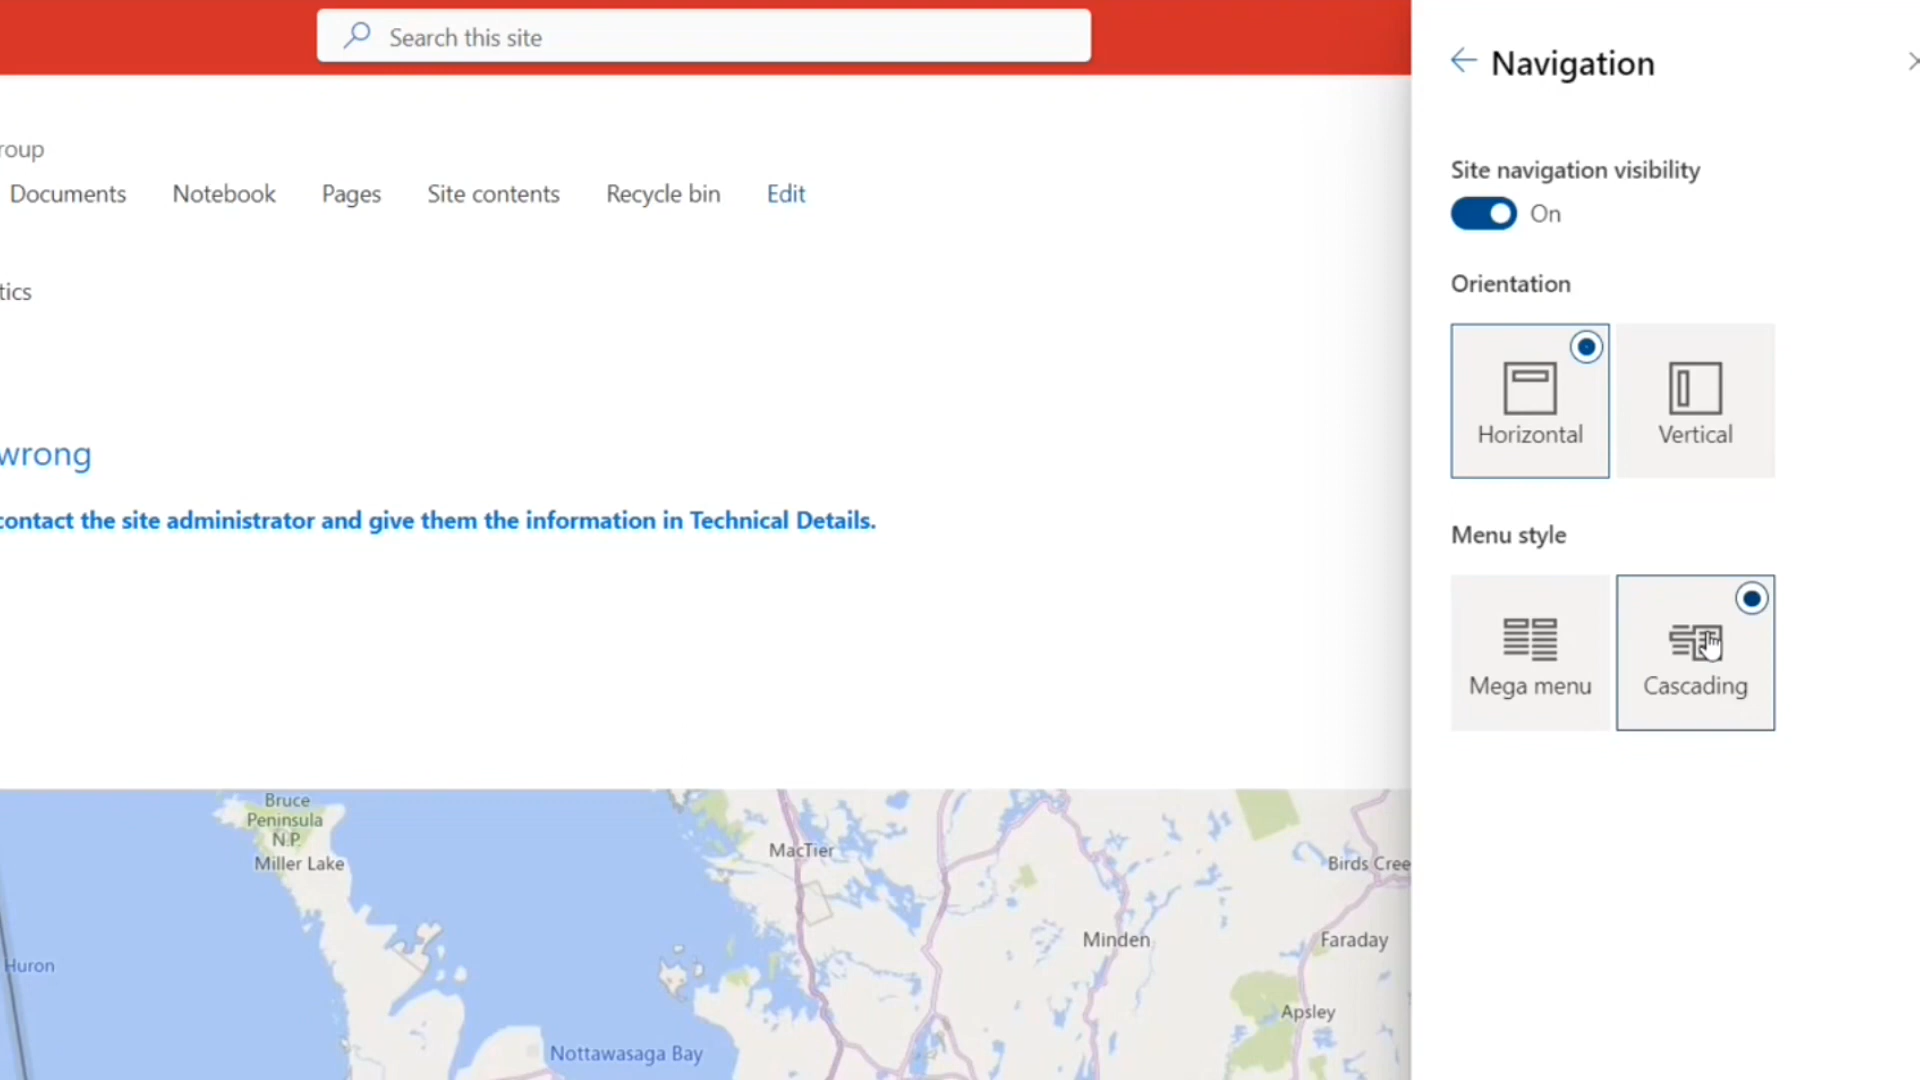 Search this site
roup
Documents Notebook Pages Site contents Recycle bin Edit
tics
wrong
contact the site administrator and give them the information in Technical Details.
Bruce
Peninsula
N.P.
Miller Lake
MacTier
Birds Cree
Minden
Faraday
Huron
Apsley
Nottawasaga Bay
Navigation
Site navigation visibility
On
Orientation
Horizontal Vertical
Menu style
Mega menu Cascading